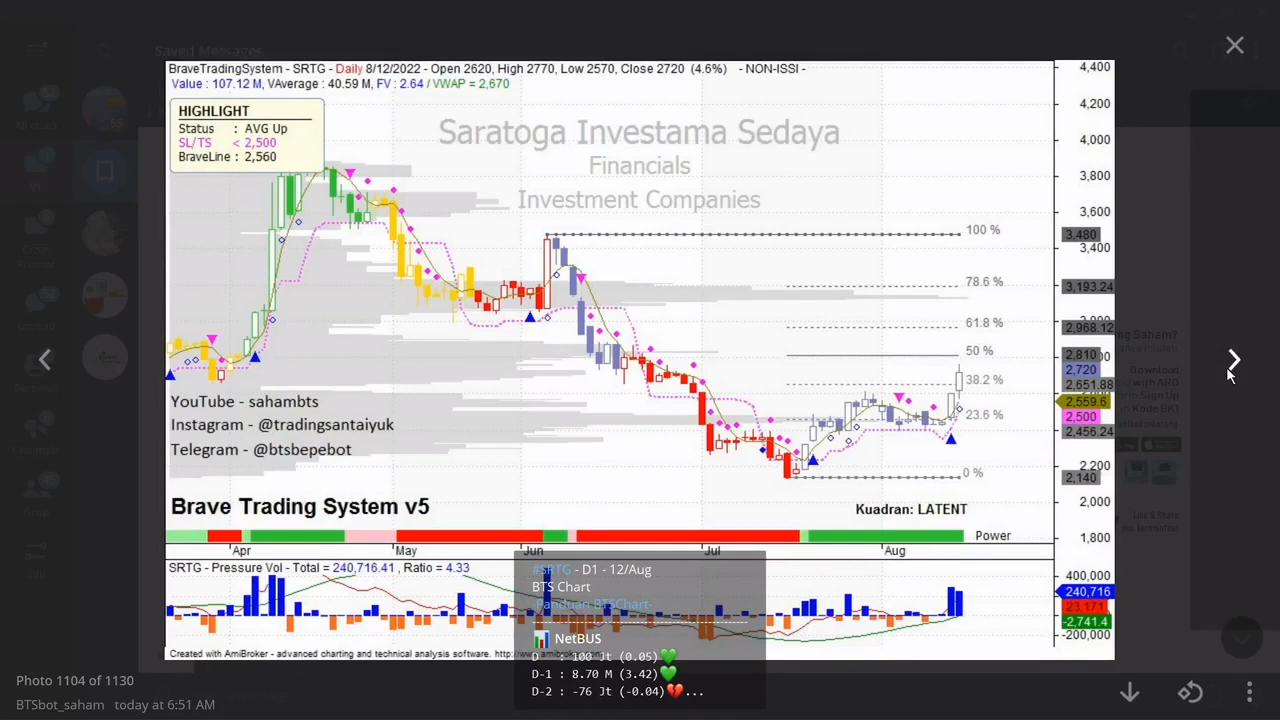 Saved Messages
BraveTradingSystem - SRTG - Daily 8/12/2022 - Open 2620, High 2770, Low 2570, Close 2720 (4.6%) - NON-ISSI -
Value : 107.12 M, VAverage : 40.59 M, FV : 2.64 / VWAP = 2,670
HIGHLIGHT
Status : AVG Up
SL/TS < 2,500
BraveLine : 2,560
Saratoga Investama Sedaya
Financials
Investment Companies
100 %
78.6 %
61.8 %
50 %
38.2 %
23.6 %
0 %
4,400
4,200
4,000
3,800
3,600
3,480
3,400
3,193.24
2,968.12
2,810
2,720
2,651.88
2,559.6
2,500
2,456.24
2,200
2,140
2,000
1,800
YouTube - sahambts
Instagram - @tradingsantaiyuk
Telegram - @btsbepebot
Brave Trading System v5
Kuadran: LATENT
Power
Apr May Jun Jul Aug
SRTG - Pressure Vol - Total = 240,716.41 , Ratio = 4.33
400,000
240,716
23,171
-2,741.4
-200,000
Created with AmiBroker - advanced charting and technical analysis software. http://www.amibroker
#SRTG - D1 - 12/Aug
BTS Chart
-Panduan BTSChart-
NetBUS
D : 100 Jt (0.05)💚
D-1 : 8.70 M (3.42)💚
D-2 : -76 Jt (-0.04)💔...
Photo 1104 of 1130
BTSbot_saham today at 6:51 AM